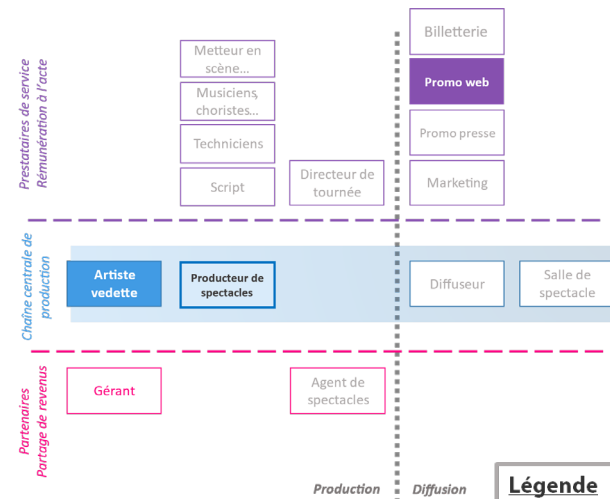 Prestataires de service
Rémunération à l'acte
Metteur en
scène...
Musiciens,
choristes...
Techniciens
Script
Directeur de
tournée
Billetterie
Promo web
Promo presse
Marketing
Chaîne centrale de
production
Artiste
vedette
Producteur de
spectacles
Diffuseur
Salle de
spectacle
Partenaires
Partage de revenus
Gérant
Agent de
spectacles
Production
Diffusion
Légende